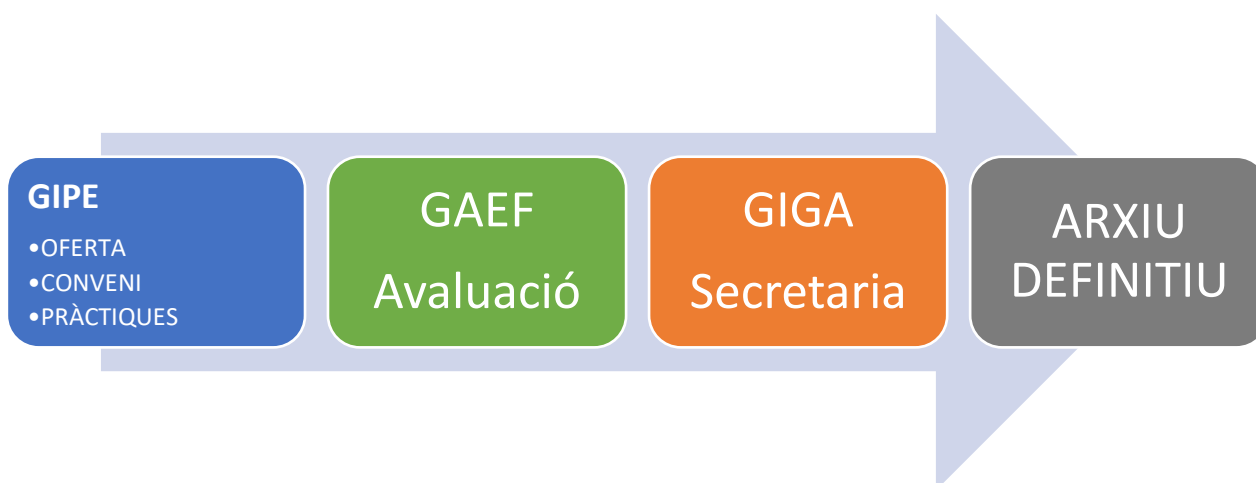 GIPE
•OFERTA
•CONVENI
•PRÀCTIQUES
GAEF
Avaluació
GIGA
Secretaria
ARXIU
DEFINITIU